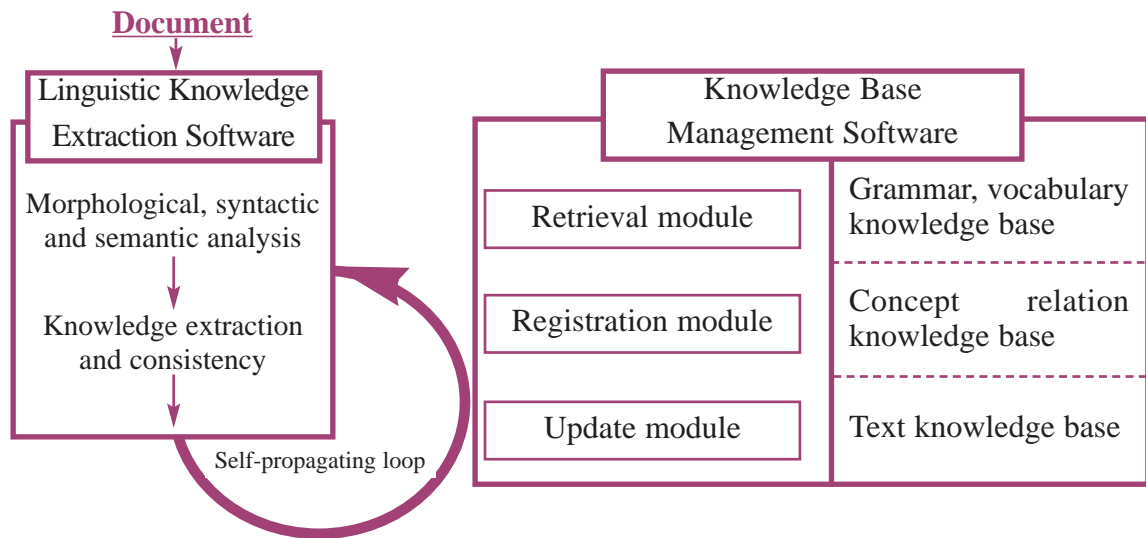 Document
Linguistic Knowledge
Extraction Software
Morphological, syntactic
and semantic analysis
Knowledge extraction
and consistency
Self-propagating loop
Knowledge Base
Management Software
Retrieval module
Registration module
Update module
Grammar, vocabulary
knowledge base
Concept relation
knowledge base
Text knowledge base